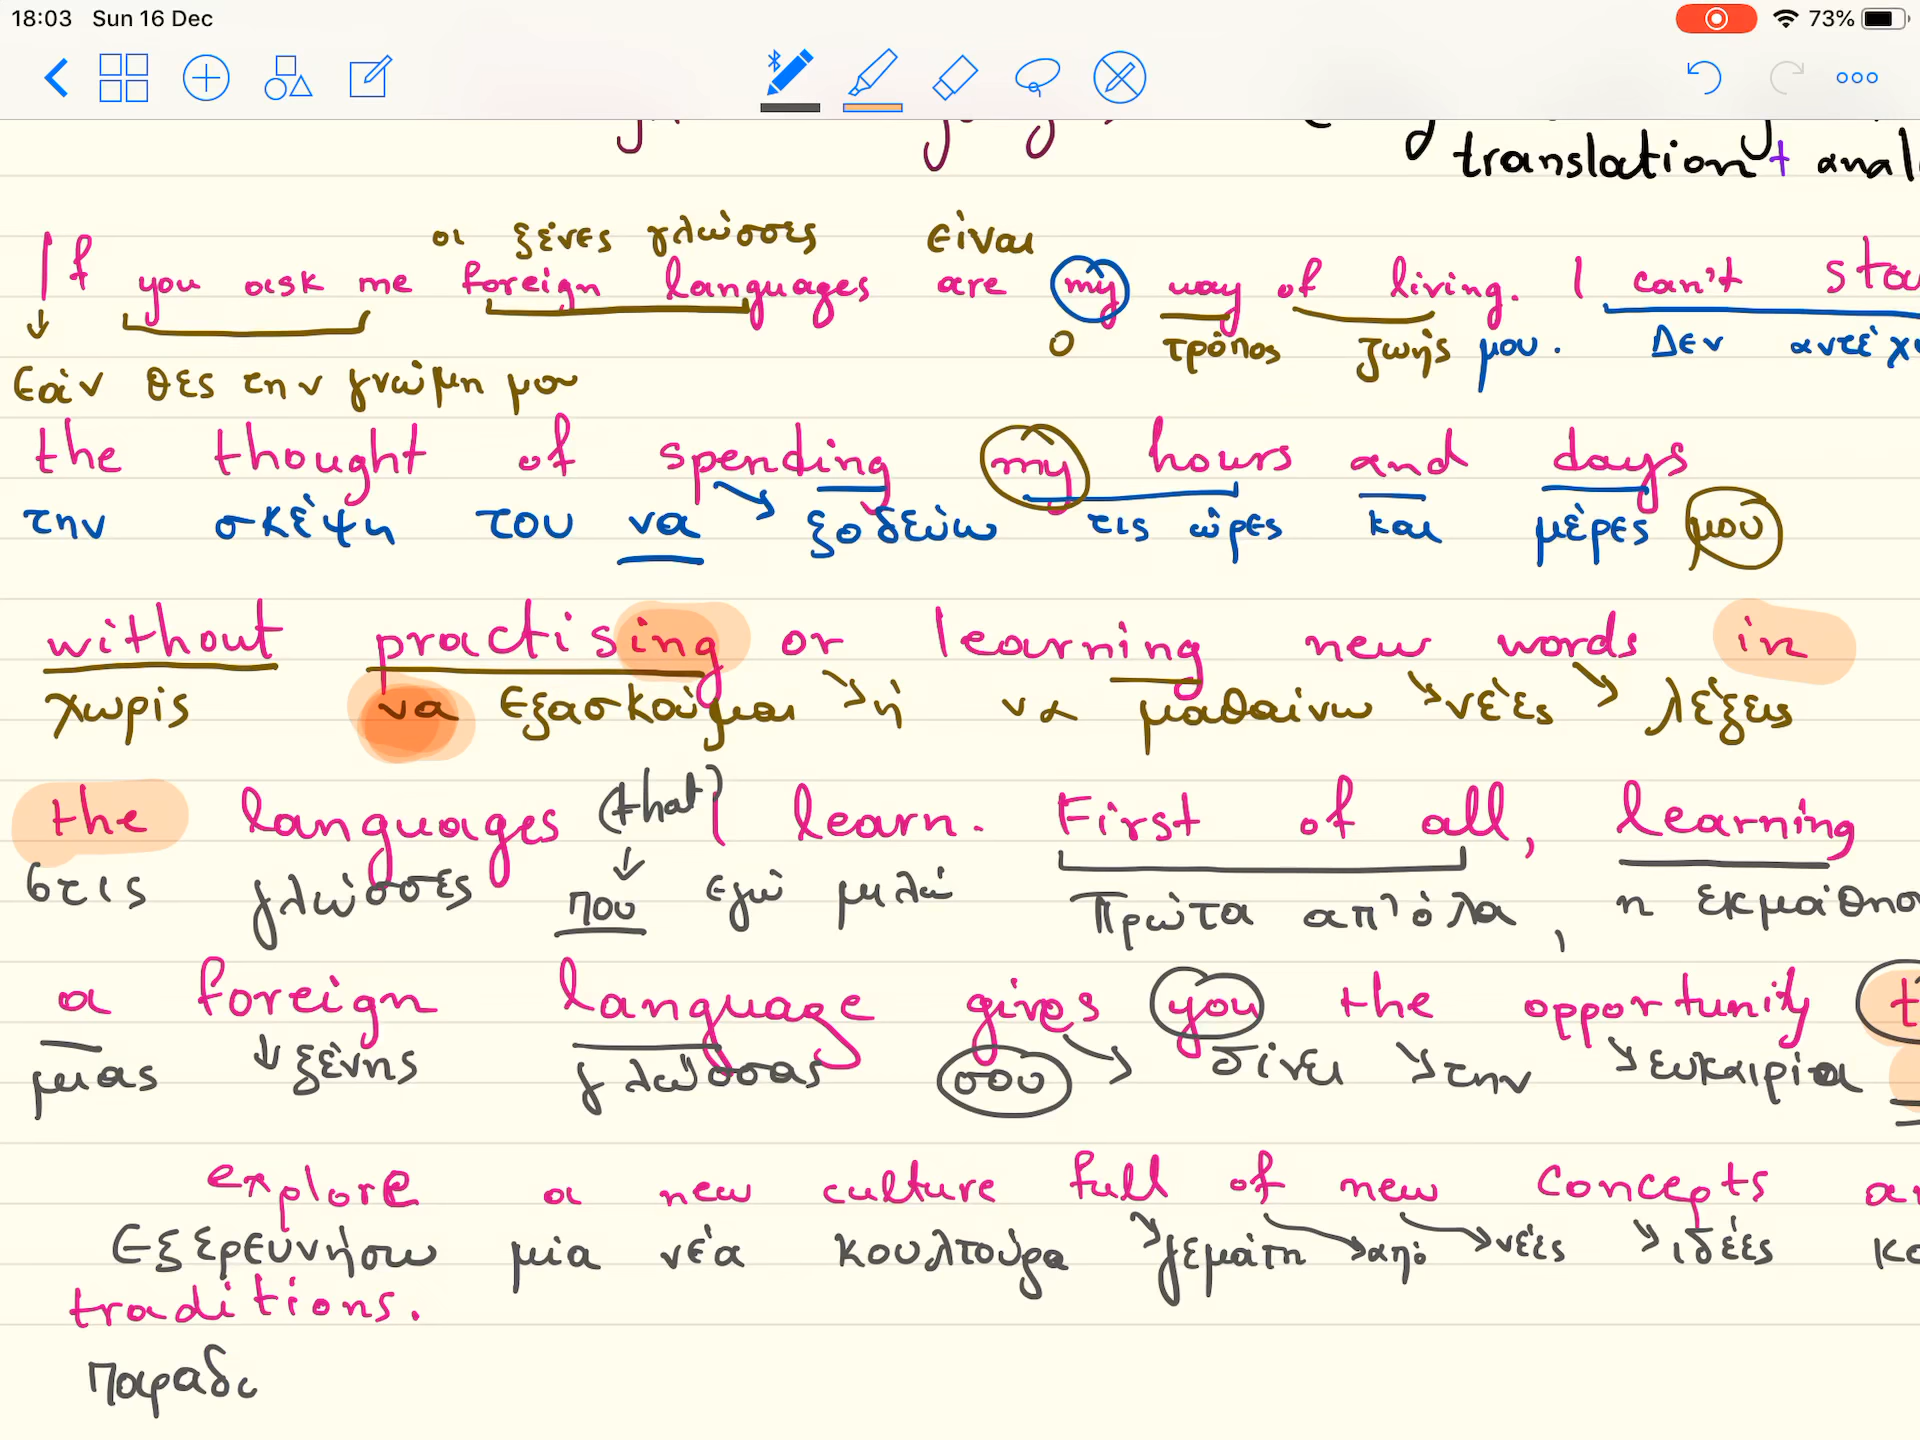 18:03 Sun 16 Dec 73%
translation + anal
οι ξένες γλώσσες είναι
If you ask me foreign languages are my way of living. I can't sta
Ο τρόπος ζωής μου. Δεν αντέχω
Εάν θες την γνώμη μου
the thought of spending my hours and days
την σκέψη του να ξοδεύω τις ώρες και μέρες μου
without practising or learning new words in
χωρίς να εξασκούμαι ή να μαθαίνω νέες λέξεις
the languages (that) I learn. First of all, learning
στις γλώσσες που εγώ μιλώ Πρώτα απ' όλα, η εκμάθησ
a foreign language gives you the opportunity t
μιας ξένης γλώσσας σου δίνει την ευκαιρία
explore a new culture full of new concepts an
Εξερευνήσω μία νέα κουλτούρα γεμάτη από νέες ιδέες κα
traditions.
παραδο